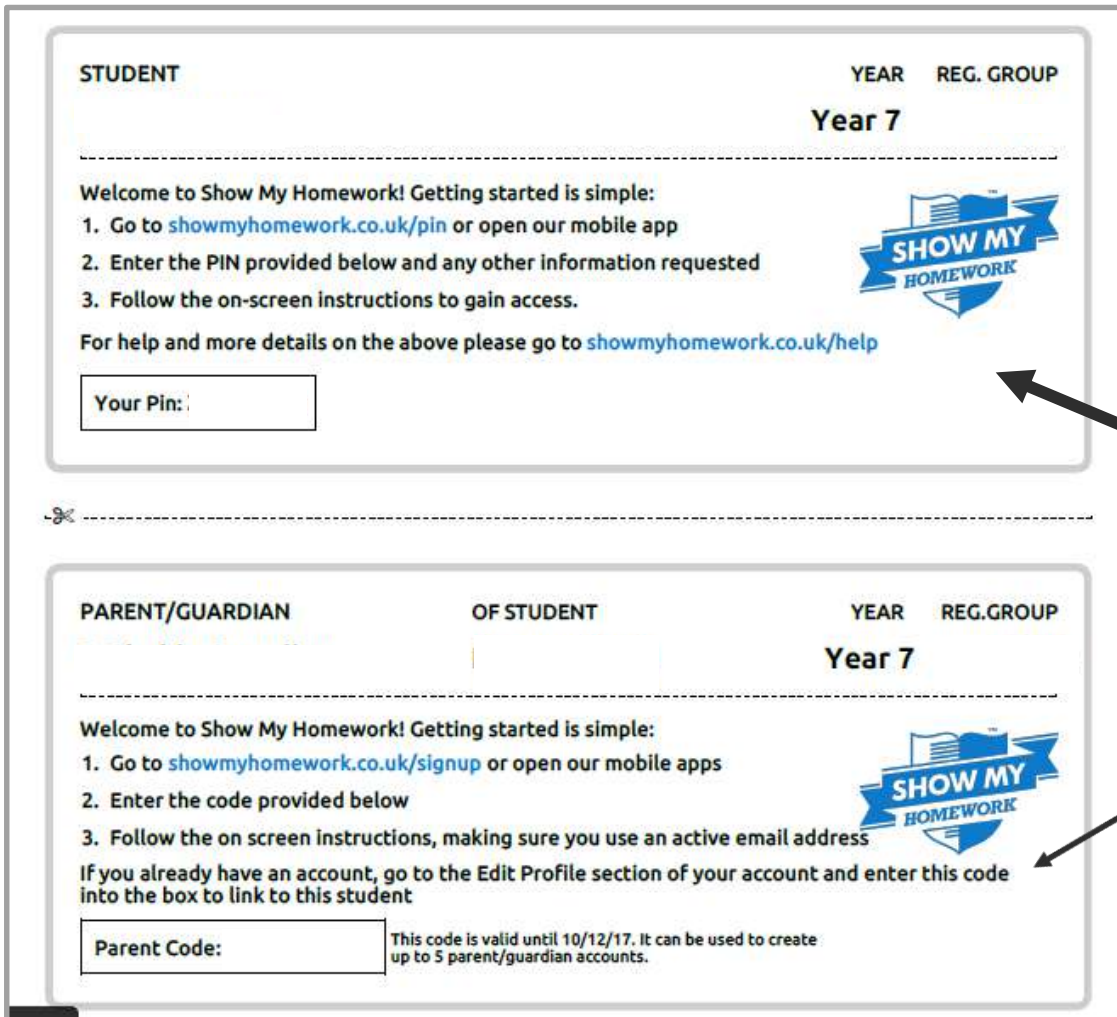 STUDENT YEAR REG. GROUP
Year 7
Welcome to Show My Homework! Getting started is simple:
1. Go to showmyhomework.co.uk/pin or open our mobile app
2. Enter the PIN provided below and any other information requested
3. Follow the on-screen instructions to gain access.
For help and more details on the above please go to showmyhomework.co.uk/help
SHOW MY
HOMEWORK
™
Your Pin:
PARENT/GUARDIAN OF STUDENT YEAR REG.GROUP
Year 7
Welcome to Show My Homework! Getting started is simple:
1. Go to showmyhomework.co.uk/signup or open our mobile apps
2. Enter the code provided below
3. Follow the on screen instructions, making sure you use an active email address
If you already have an account, go to the Edit Profile section of your account and enter this code
into the box to link to this student
SHOW MY
HOMEWORK
™
Parent Code:
This code is valid until 10/12/17. It can be used to create
up to 5 parent/guardian accounts.